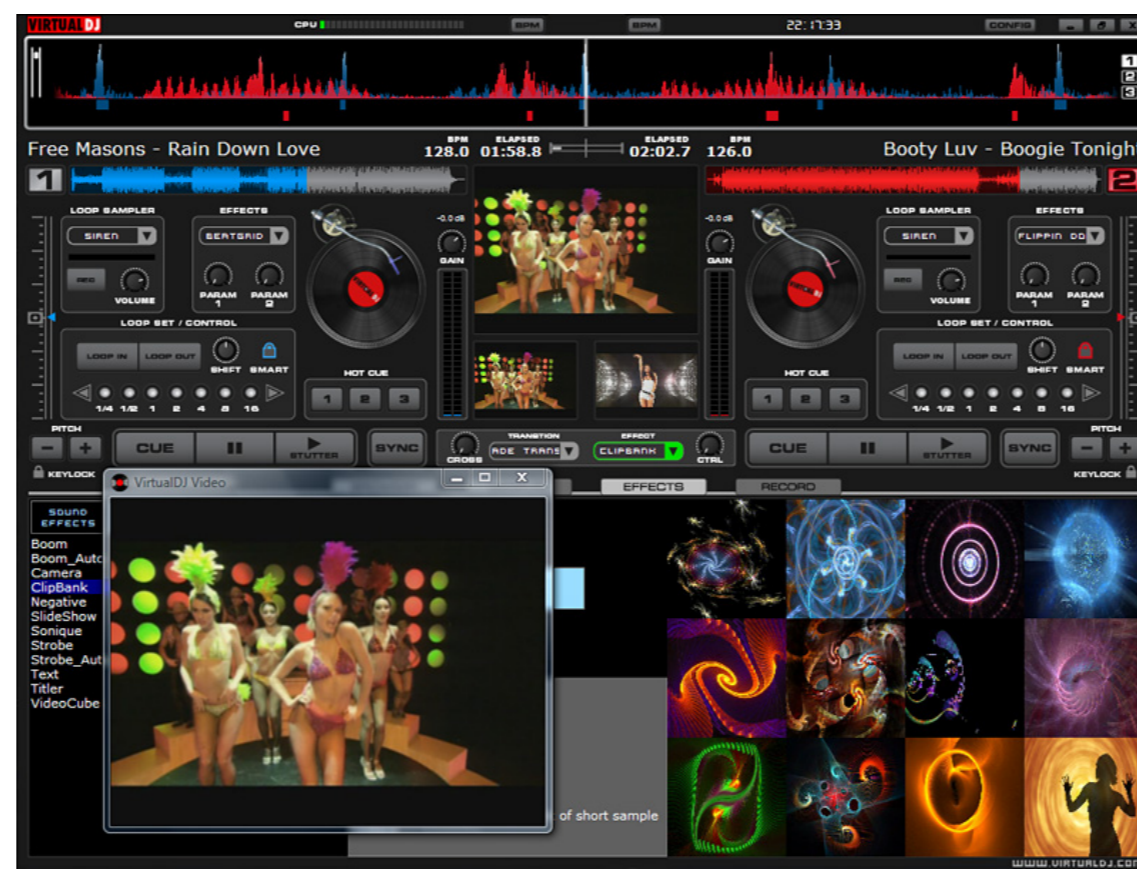 VIRTUAL DJ
CPU
BPM
BPM
22:17:33
CONFIG
1
2
3
Free Masons - Rain Down Love
BPM
128.0
ELAPSED
01:58.8
ELAPSED
02:02.7
BPM
126.0
Booty Luv - Boogie Tonight
1
2
LOOP SAMPLER
EFFECTS
SIREN
BEATGRID
REC
VOLUME
PARAM 1
PARAM 2
LOOP SET / CONTROL
LOOP IN
LOOP OUT
SHIFT
SMART
1/4 1/2 1 2 4 8 16
-0.0 dB
GAIN
HOT CUE
1 2 3
-0.0 dB
GAIN
HOT CUE
1 2 3
LOOP SAMPLER
EFFECTS
SIREN
FLIPPIN DO
REC
VOLUME
PARAM 1
PARAM 2
LOOP SET / CONTROL
LOOP IN
LOOP OUT
SHIFT
SMART
1/4 1/2 1 2 4 8 16
PITCH
- +
KEYLOCK
CUE
STUTTER
SYNC
CROSS
TRANSITION
ADE TRANS
EFFECT
CLIPBANK
CTRL
CUE
STUTTER
SYNC
PITCH
- +
KEYLOCK
EFFECTS
RECORD
VirtualDJ Video
SOUND
EFFECTS
Boom
Boom_Auto
Camera
ClipBank
Negative
SlideShow
Sonique
Strobe
Strobe_Aut
Text
Titler
VideoCube
of short sample
WWW.VIRTUALDJ.COM